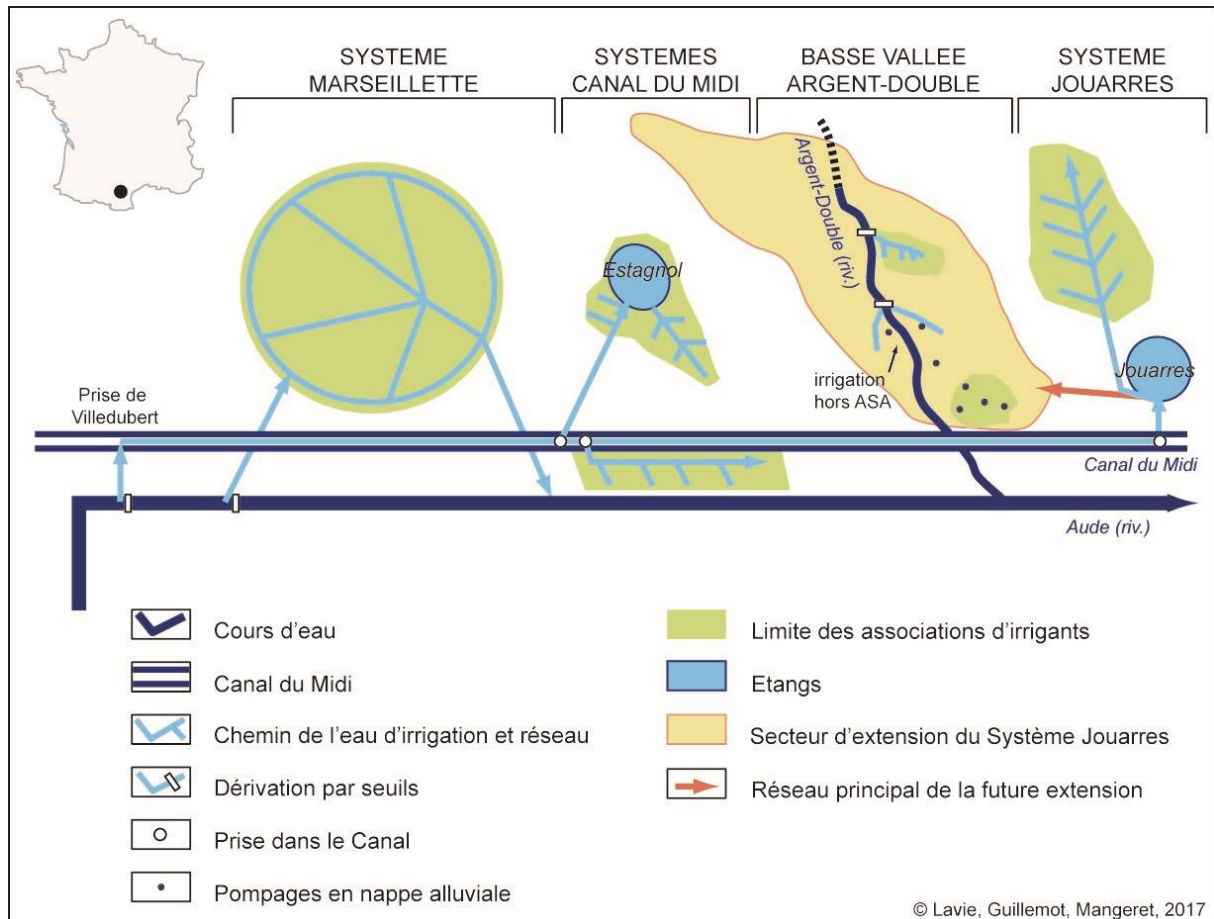 SYSTEME
MARSEILLETTE
SYSTEMES
CANAL DU MIDI
BASSE VALLEE
ARGENT-DOUBLE
SYSTEME
JOUARRES
Argent-Double (riv.)
Estagnol
Jouarres
irrigation
hors ASA
Prise de
Villedubert
Canal du Midi
Aude (riv.)
Cours d'eau
Canal du Midi
Chemin de l'eau d'irrigation et réseau
Dérivation par seuils
Prise dans le Canal
Pompages en nappe alluviale
Limite des associations d'irrigants
Etangs
Secteur d'extension du Système Jouarres
Réseau principal de la future extension
© Lavie, Guillemot, Mangeret, 2017